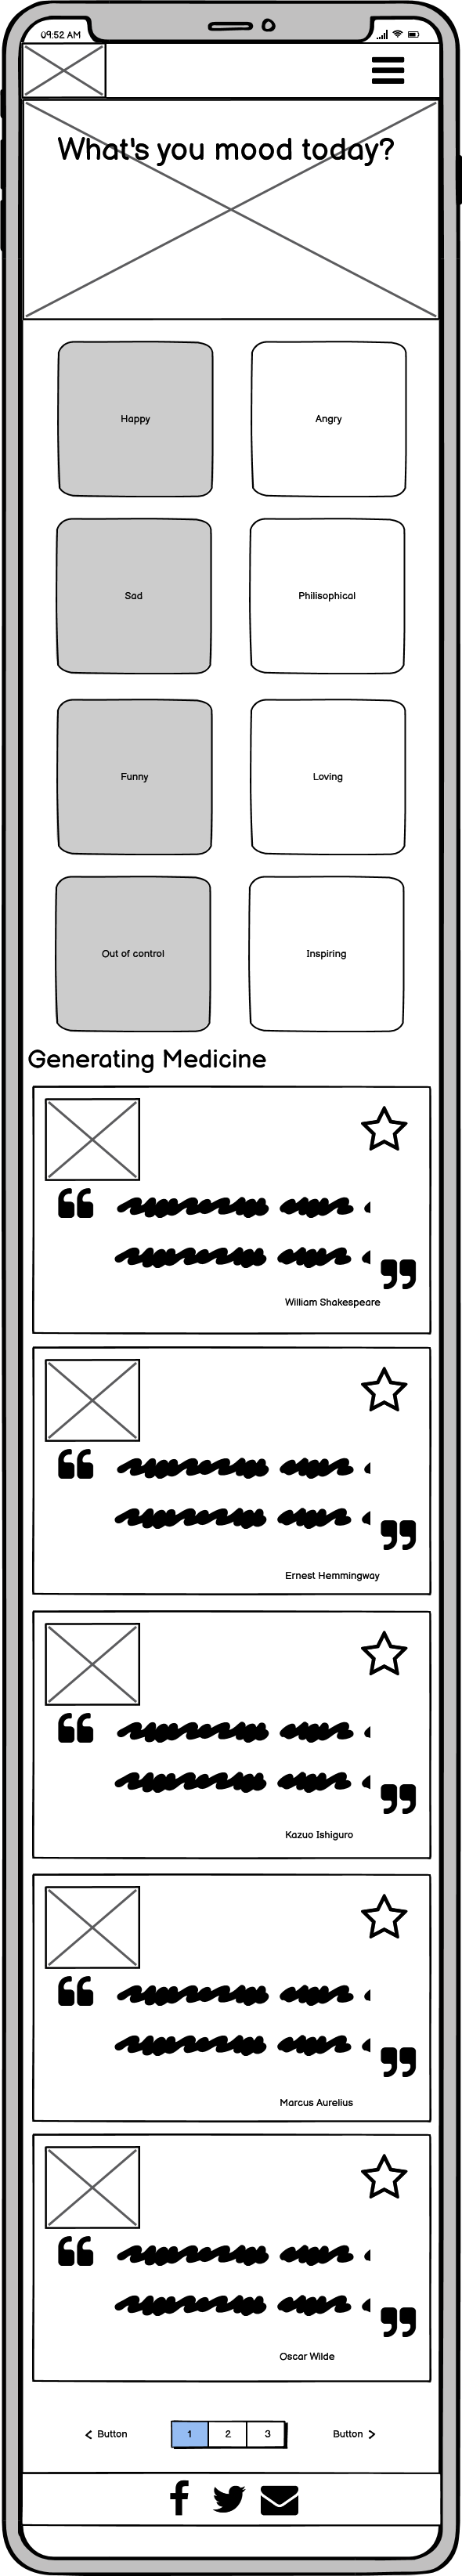 09:52 AM
What's you mood today?
Happy
Angry
Sad
Philisophical
Funny
Loving
Out of control
Inspiring
Generating Medicine
William Shakespeare
Ernest Hemmingway
Kazuo Ishiguro
Marcus Aurelius
Oscar Wilde
Button 1 2 3 Button